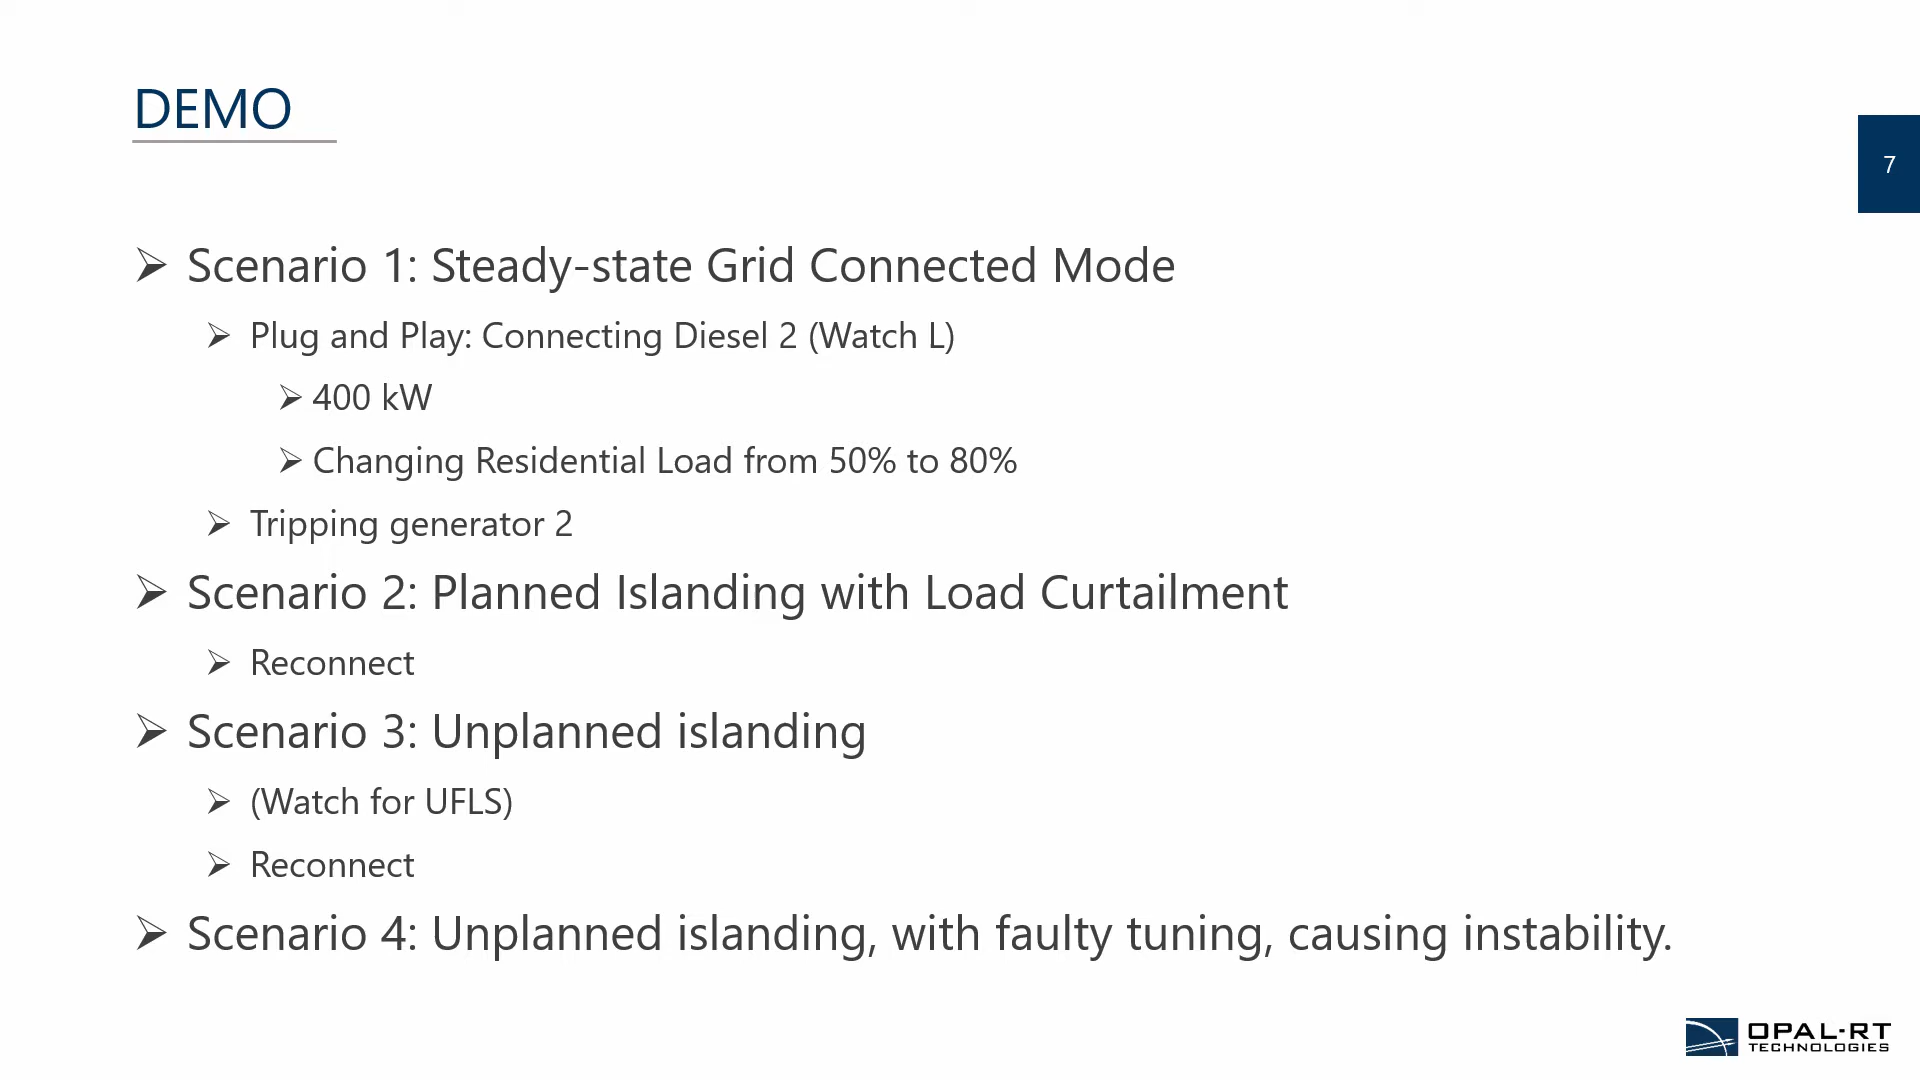 DEMO
7
Scenario 1: Steady-state Grid Connected Mode
Plug and Play: Connecting Diesel 2 (Watch L)
400 kW
Changing Residential Load from 50% to 80%
Tripping generator 2
Scenario 2: Planned Islanding with Load Curtailment
Reconnect
Scenario 3: Unplanned islanding
(Watch for UFLS)
Reconnect
Scenario 4: Unplanned islanding, with faulty tuning, causing instability.
OPAL-RT
TECHNOLOGIES